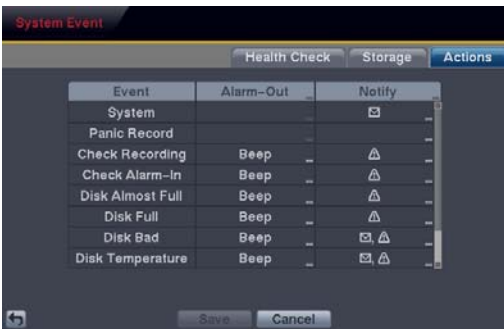 System Event
Health Check Storage Actions
Event Alarm-Out Notify
System
Panic Record
Check Recording Beep
Check Alarm-In Beep
Disk Almost Full Beep
Disk Full Beep
Disk Bad Beep ,
Disk Temperature Beep ,
Save Cancel